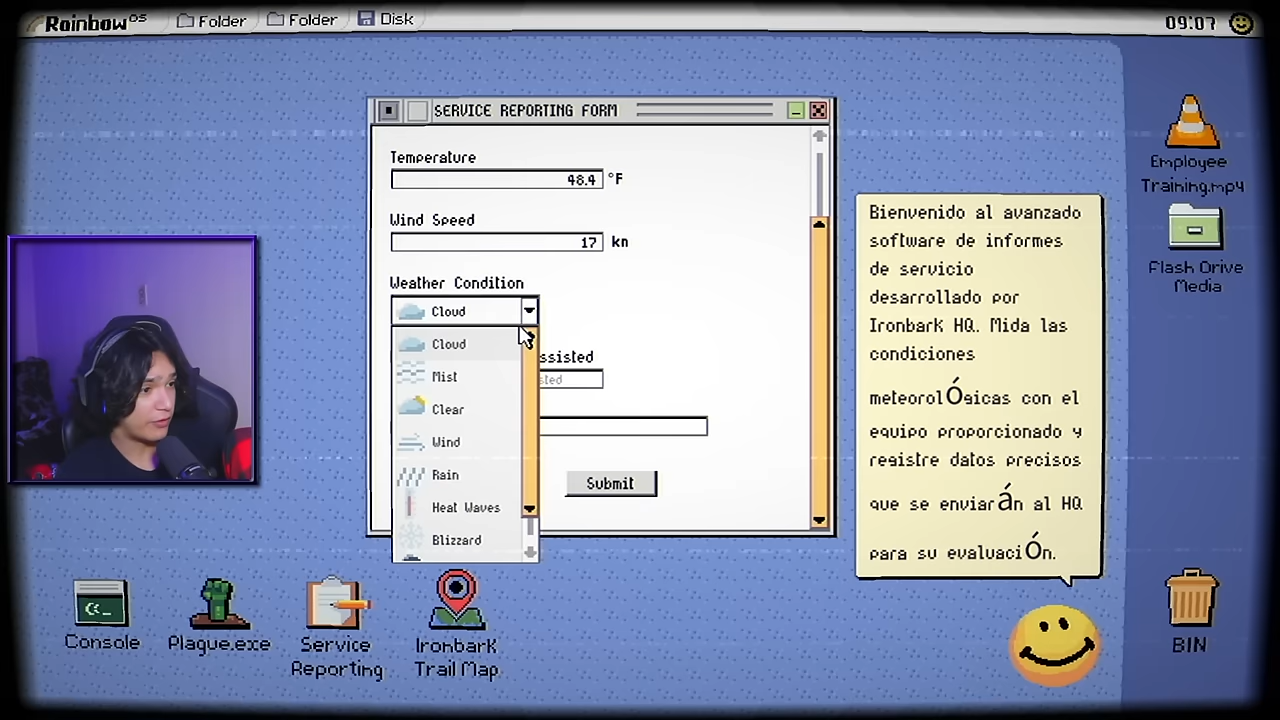 Rainbow OS
Folder
Folder
Disk
09:07
SERVICE REPORTING FORM
Temperature
48.4 °F
Wind Speed
17 kn
Weather Condition
Cloud
Cloud
Mist
Clear
Wind
Rain
Heat Waves
Blizzard
ssisted
sted
Submit
Bienvenido al avanzado
software de informes
de servicio
desarrollado por
Ironbark HQ. Mida las
condiciones
meteorolÓgicas con el
equipo proporcionado y
registre datos precisos
que se enviarán al HQ
para su evaluaciÓn.
Employee
Training.mp4
Flash Drive
Media
Console
Plague.exe
Service
Reporting
Ironbark
Trail Map
BIN